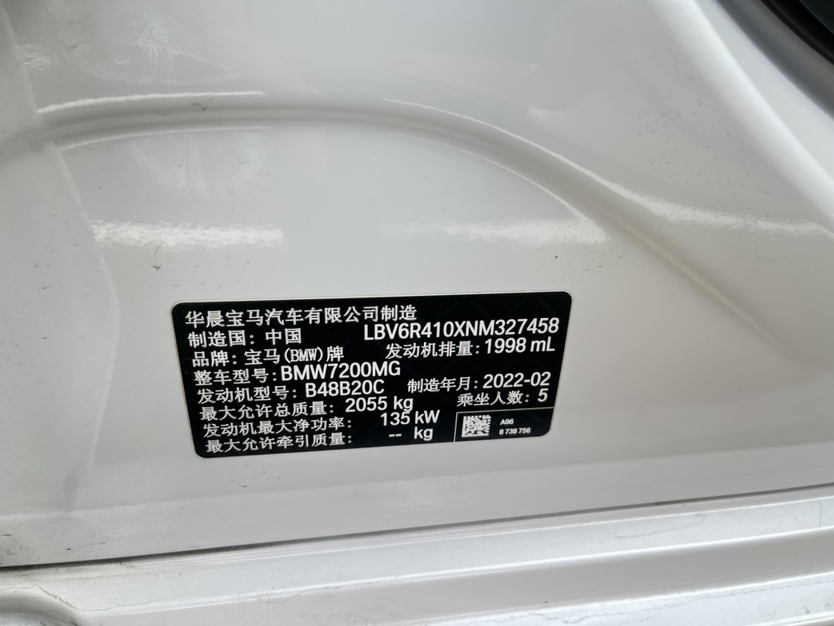 华晨宝马汽车有限公司制造
制造国: 中国 LBV6R410XNM327458
品牌: 宝马(BMW)牌 发动机排量: 1998 mL
整车型号: BMW7200MG
发动机型号: B48B20C 制造年月: 2022-02
最大允许总质量: 2055 kg 乘坐人数: 5
发动机最大净功率: 135 kW
最大允许牵引质量: -- kg
A96
8 738 756